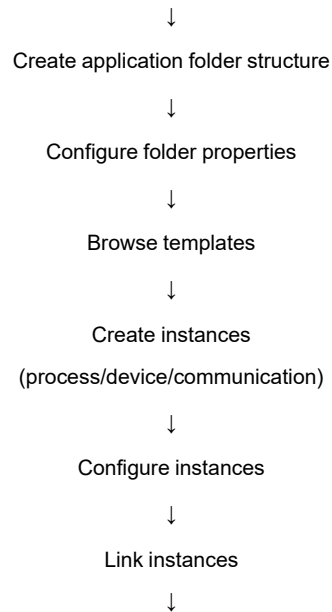 ↓
Create application folder structure
↓
Configure folder properties
↓
Browse templates
↓
Create instances
(process/device/communication)
↓
Configure instances
↓
Link instances
↓